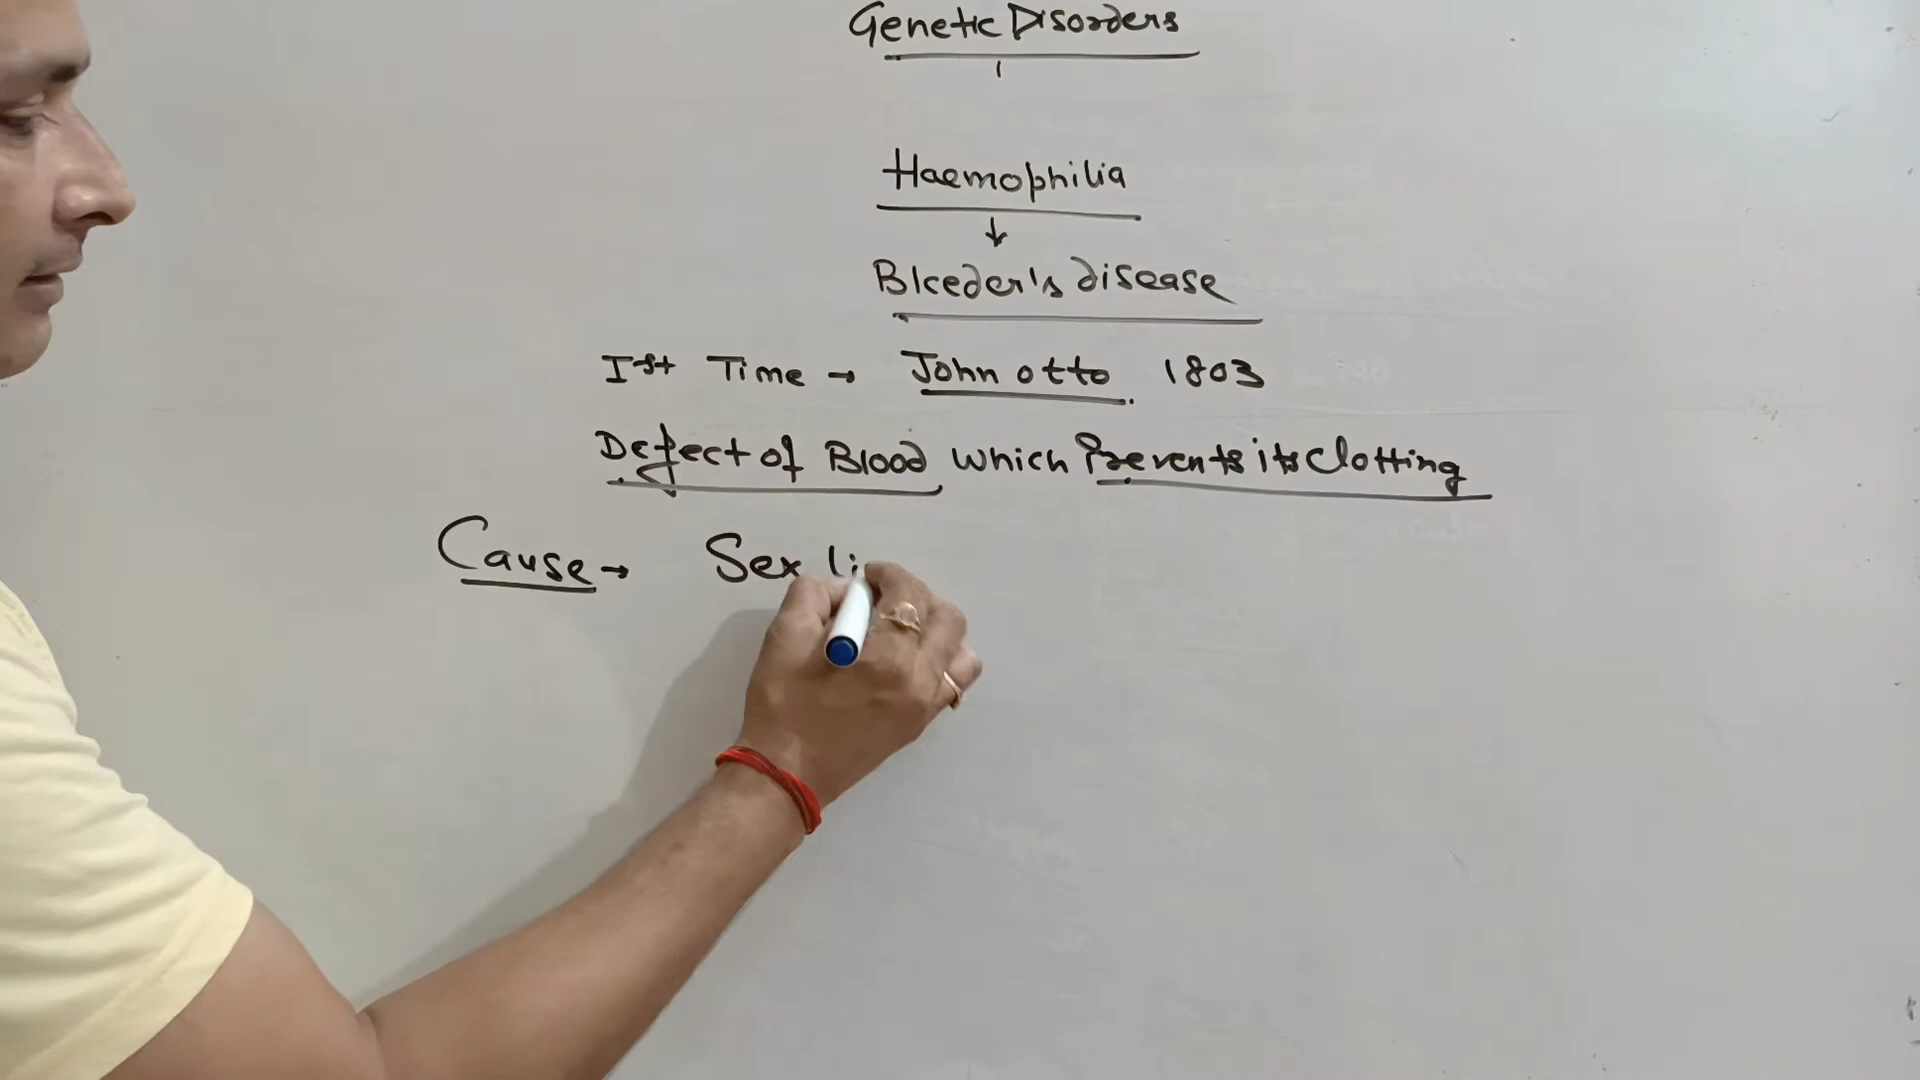 Genetic Disorders
Haemophilia
↓
Bleeder's disease
Ist Time → John otto 1803
Defect of Blood which Prevents its Clotting
Cause → Sex li